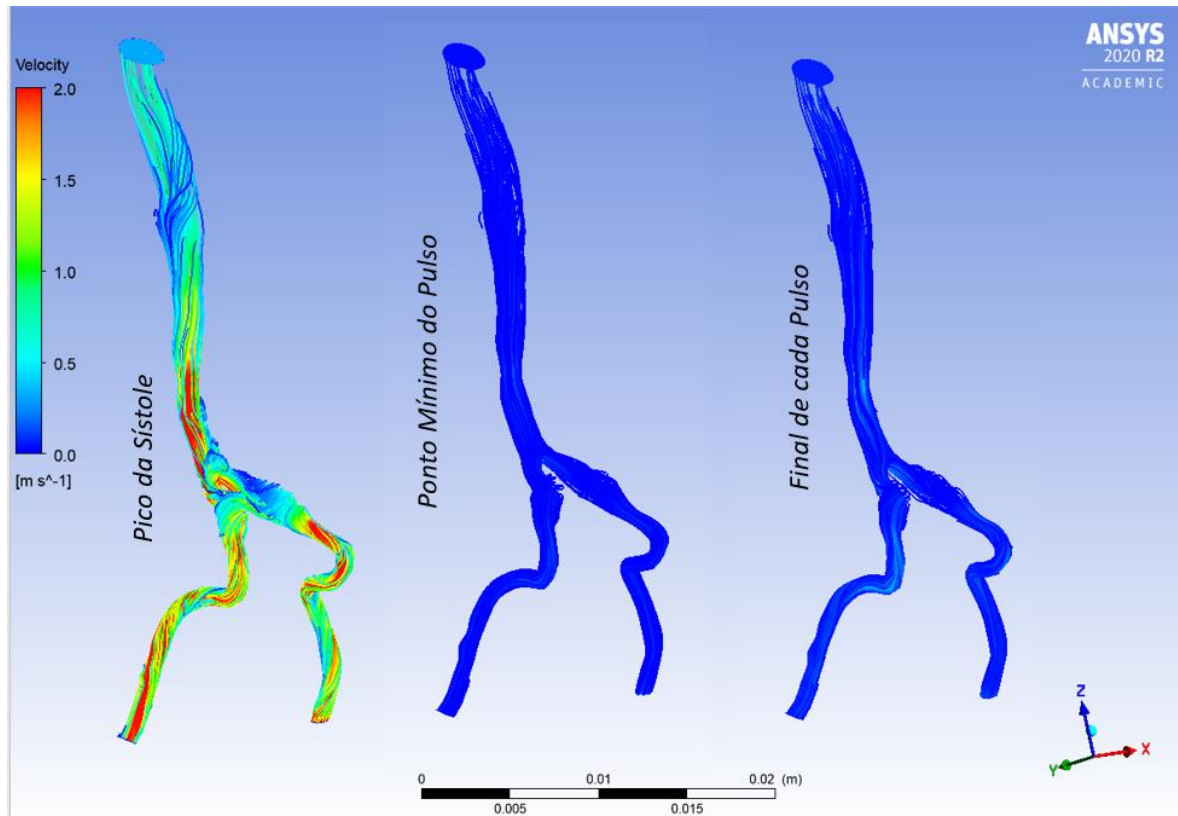 ANSYS
2020 R2
ACADEMIC
Velocity
2.0
1.5
1.0
0.5
0.0
[m s^-1]
Pico da Sístole
Ponto Mínimo do Pulso
Final de cada Pulso
Z
X
Y
0 0.01 0.02 (m)
0.005 0.015